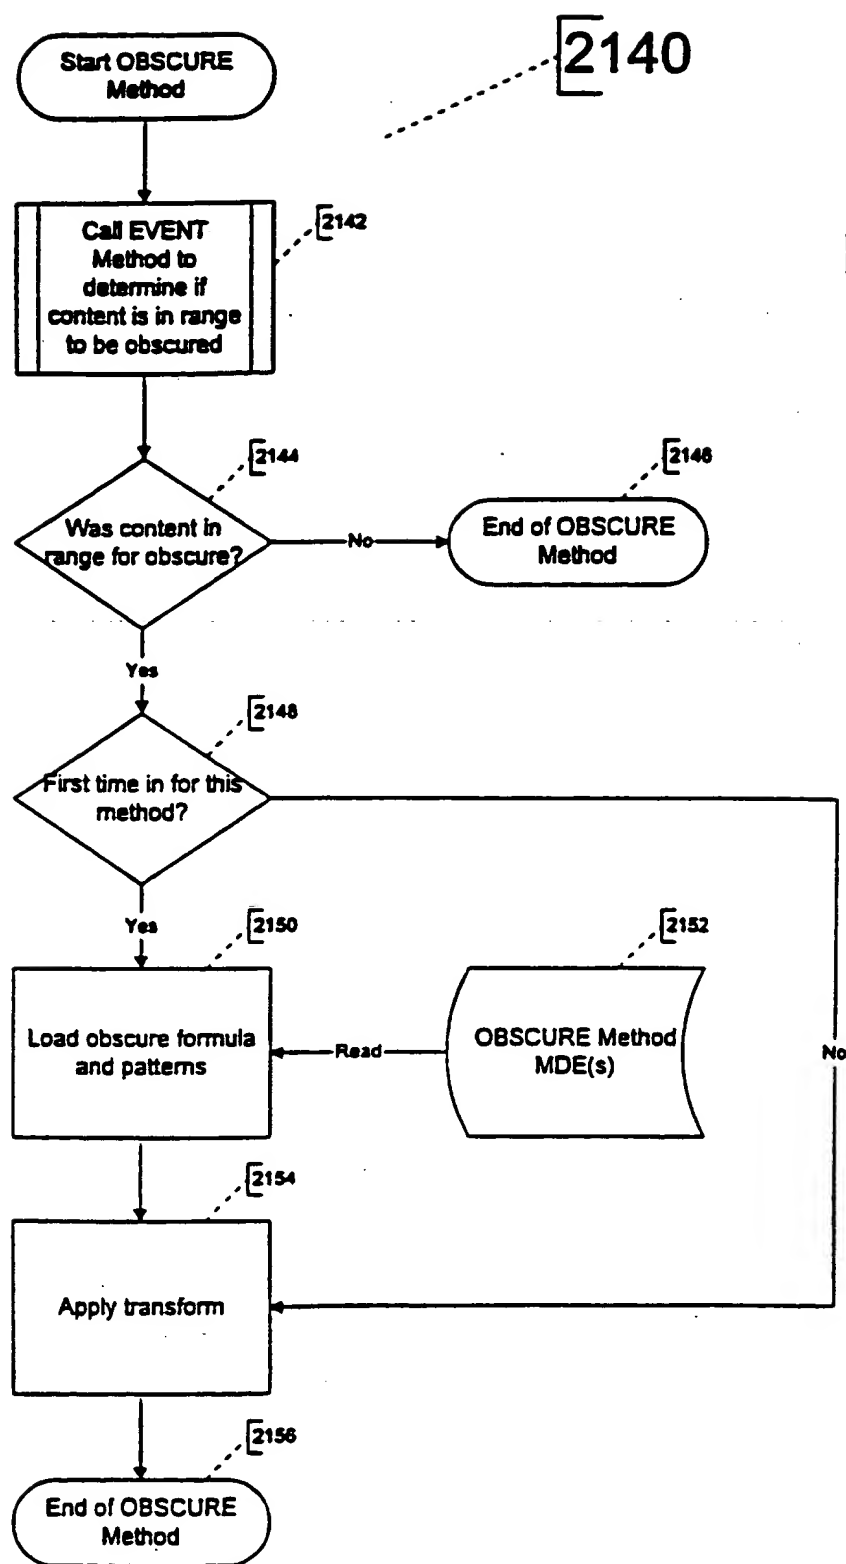 2140
Start OBSCURE
Method
2142
Call EVENT
Method to
determine if
content is in range
to be obscured
2144
2146
Was content in
range for obscure?
No
End of OBSCURE
Method
Yes
2148
First time in for this
method?
Yes
2150
2152
Load obscure formula
and patterns
Read
OBSCURE Method
MDE(s)
No
2154
Apply transform
2156
End of OBSCURE
Method